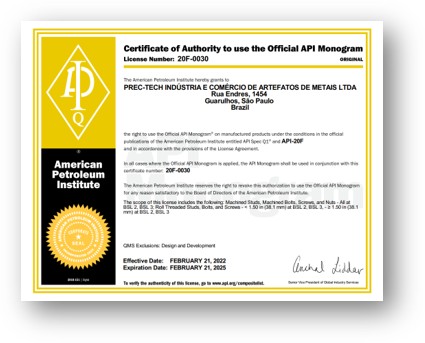 Certificate of Authority to use the Official API Monogram
License Number: 20F-0030
ORIGINAL
The American Petroleum Institute hereby grants to
PREC-TECH INDÚSTRIA E COMÉRCIO DE ARTEFATOS DE METAIS LTDA
Rua Endres, 1454
Guarulhos, São Paulo
Brazil
the right to use the Official API Monogram® on manufactured products under the conditions in the official
publications of the American Petroleum Institute entitled API Spec Q1® and API-20F
and in accordance with the provisions of the License Agreement.
American
Petroleum
Institute
In all cases where the Official API Monogram is applied, the API Monogram shall be used in conjunction with this
certificate number: 20F-0030
The American Petroleum Institute reserves the right to revoke this authorization to use the Official API Monogram
for any reason satisfactory to the Board of Directors of the American Petroleum Institute.
The scope of this license includes the following: Machined Studs, Machined Bolts, Screws, and Nuts - All at
BSL 2, BSL 3; Roll Threaded Studs, Bolts, and Screws - < 1.50 in (38.1 mm) at BSL 2, BSL 3, - ≥ 1.50 in (38.1
mm) at BSL 2, BSL 3
QMS Exclusions: Design and Development
Effective Date: FEBRUARY 21, 2022
Expiration Date: FEBRUARY 21, 2025
To verify the authenticity of this license, go to www.api.org/compositelist.
Senior Vice President of Global Industry Services